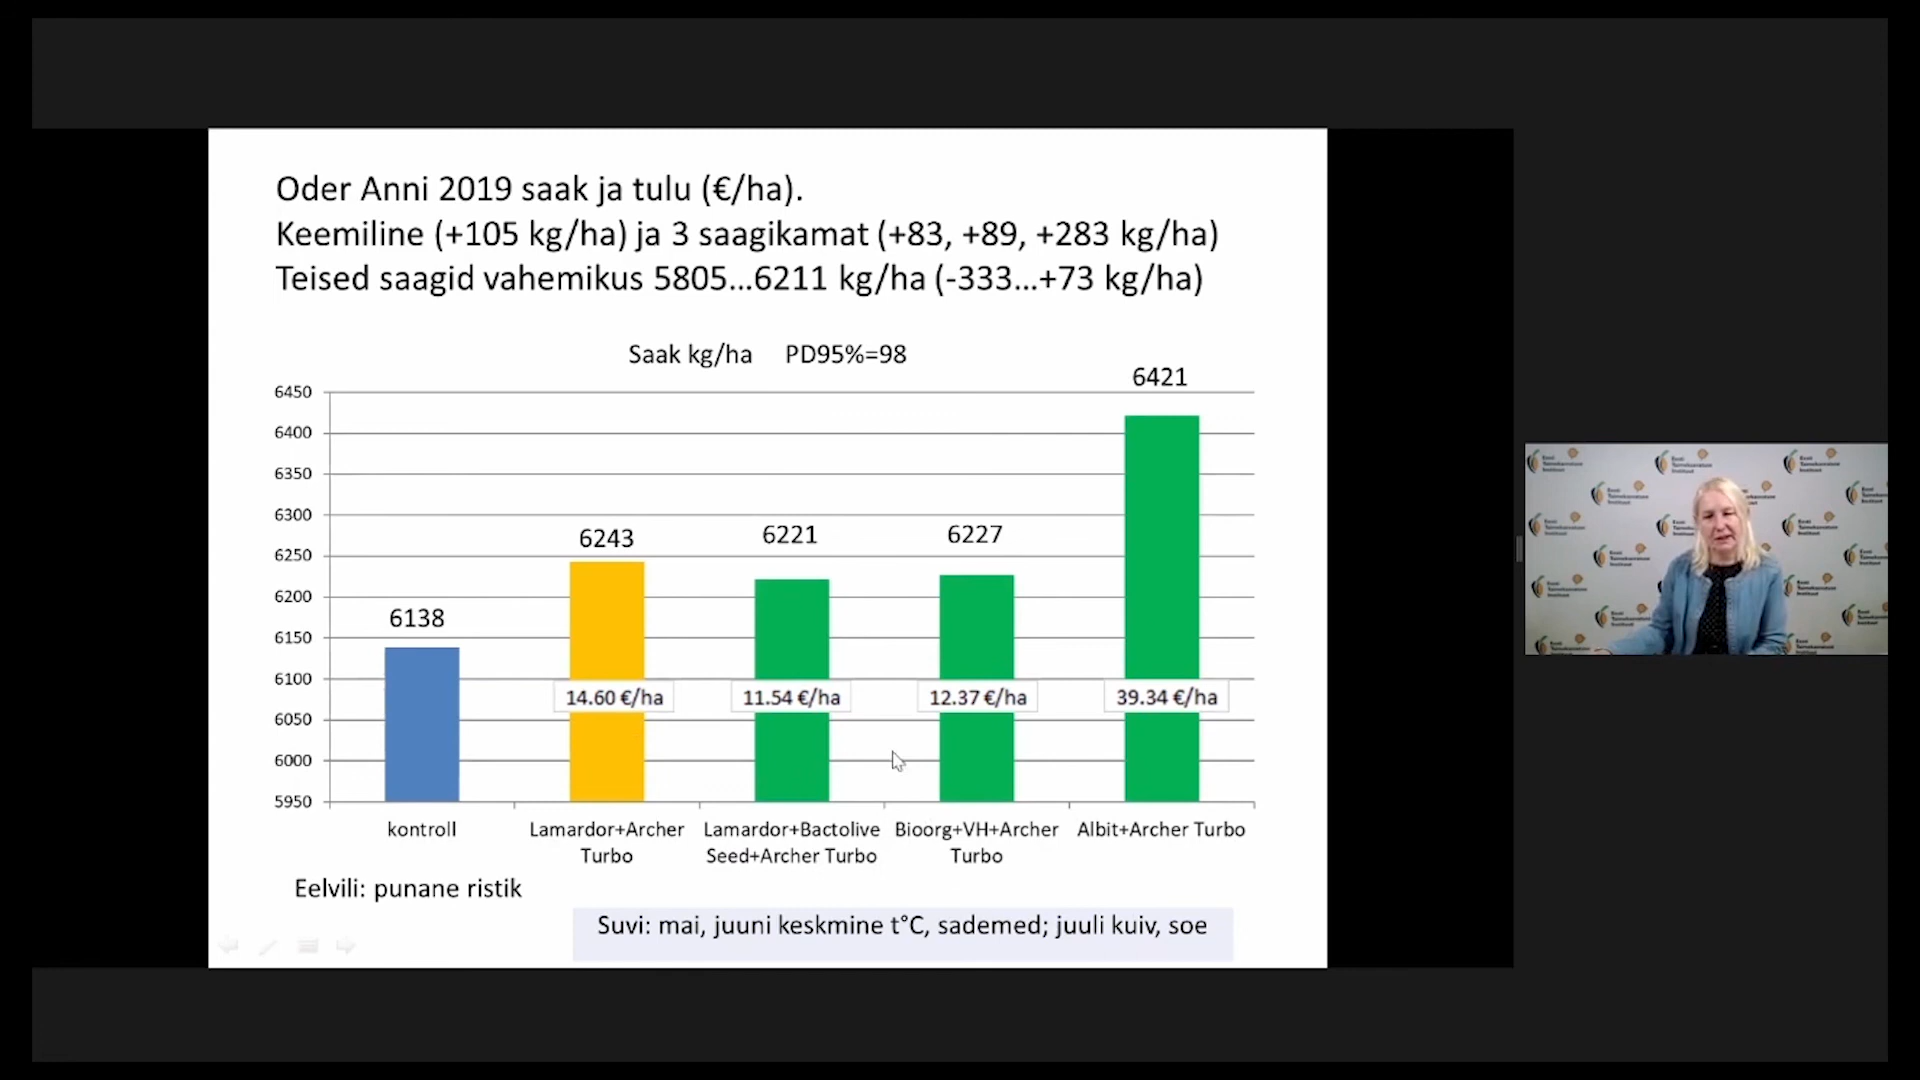 Oder Anni 2019 saak ja tulu (€/ha).
Keemiline (+105 kg/ha) ja 3 saagikamat (+83, +89, +283 kg/ha)
Teised saagid vahemikus 5805…6211 kg/ha (-333…+73 kg/ha)
Saak kg/ha PD95%=98
6450
6400
6350
6300
6250
6200
6150
6100
6050
6000
5950
6138
6243
6221
6227
6421
14.60 €/ha
11.54 €/ha
12.37 €/ha
39.34 €/ha
kontroll
Lamardor+Archer
Turbo
Lamardor+Bactolive
Seed+Archer Turbo
Bioorg+VH+Archer
Turbo
Albit+Archer Turbo
Eelvili: punane ristik
Suvi: mai, juuni keskmine t°C, sademed; juuli kuiv, soe